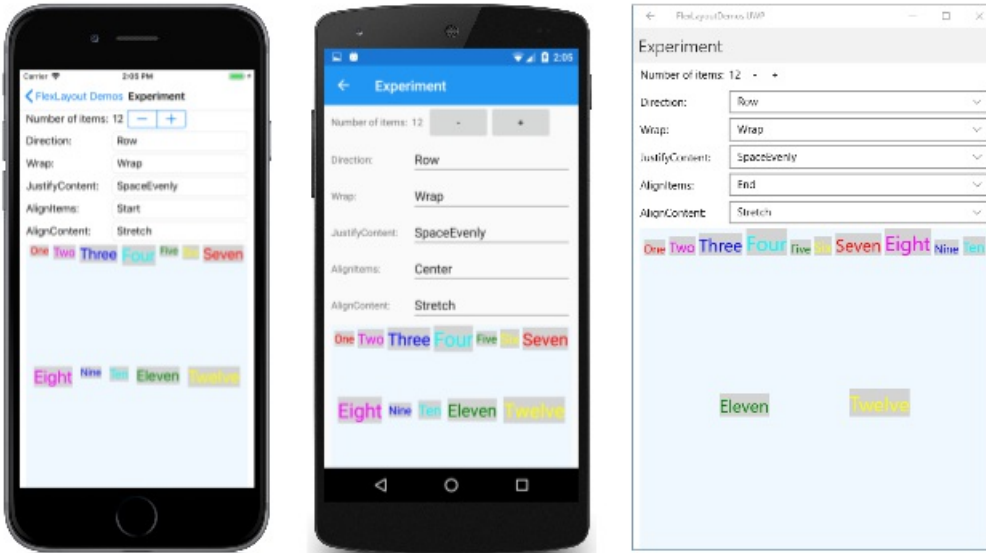 Carrier 2:05 PM
FlexLayout Demos Experiment
Number of items: 12 − +
Direction: Row
Wrap: Wrap
JustifyContent: SpaceEvenly
AlignItems: Start
AlignContent: Stretch
One Two Three Four Five Six Seven
Eight Nine Ten Eleven Twelve
2:05
Experiment
Number of items: 12 - +
Direction: Row
Wrap: Wrap
JustifyContent: SpaceEvenly
AlignItems: Center
AlignContent: Stretch
One Two Three Four Five Six Seven
Eight Nine Ten Eleven Twelve
FlexLayoutDemos.UWP
Experiment
Number of items: 12 - +
Direction: Row
Wrap: Wrap
JustifyContent: SpaceEvenly
AlignItems: End
AlignContent: Stretch
One Two Three Four Five Six Seven Eight Nine Ten
Eleven Twelve